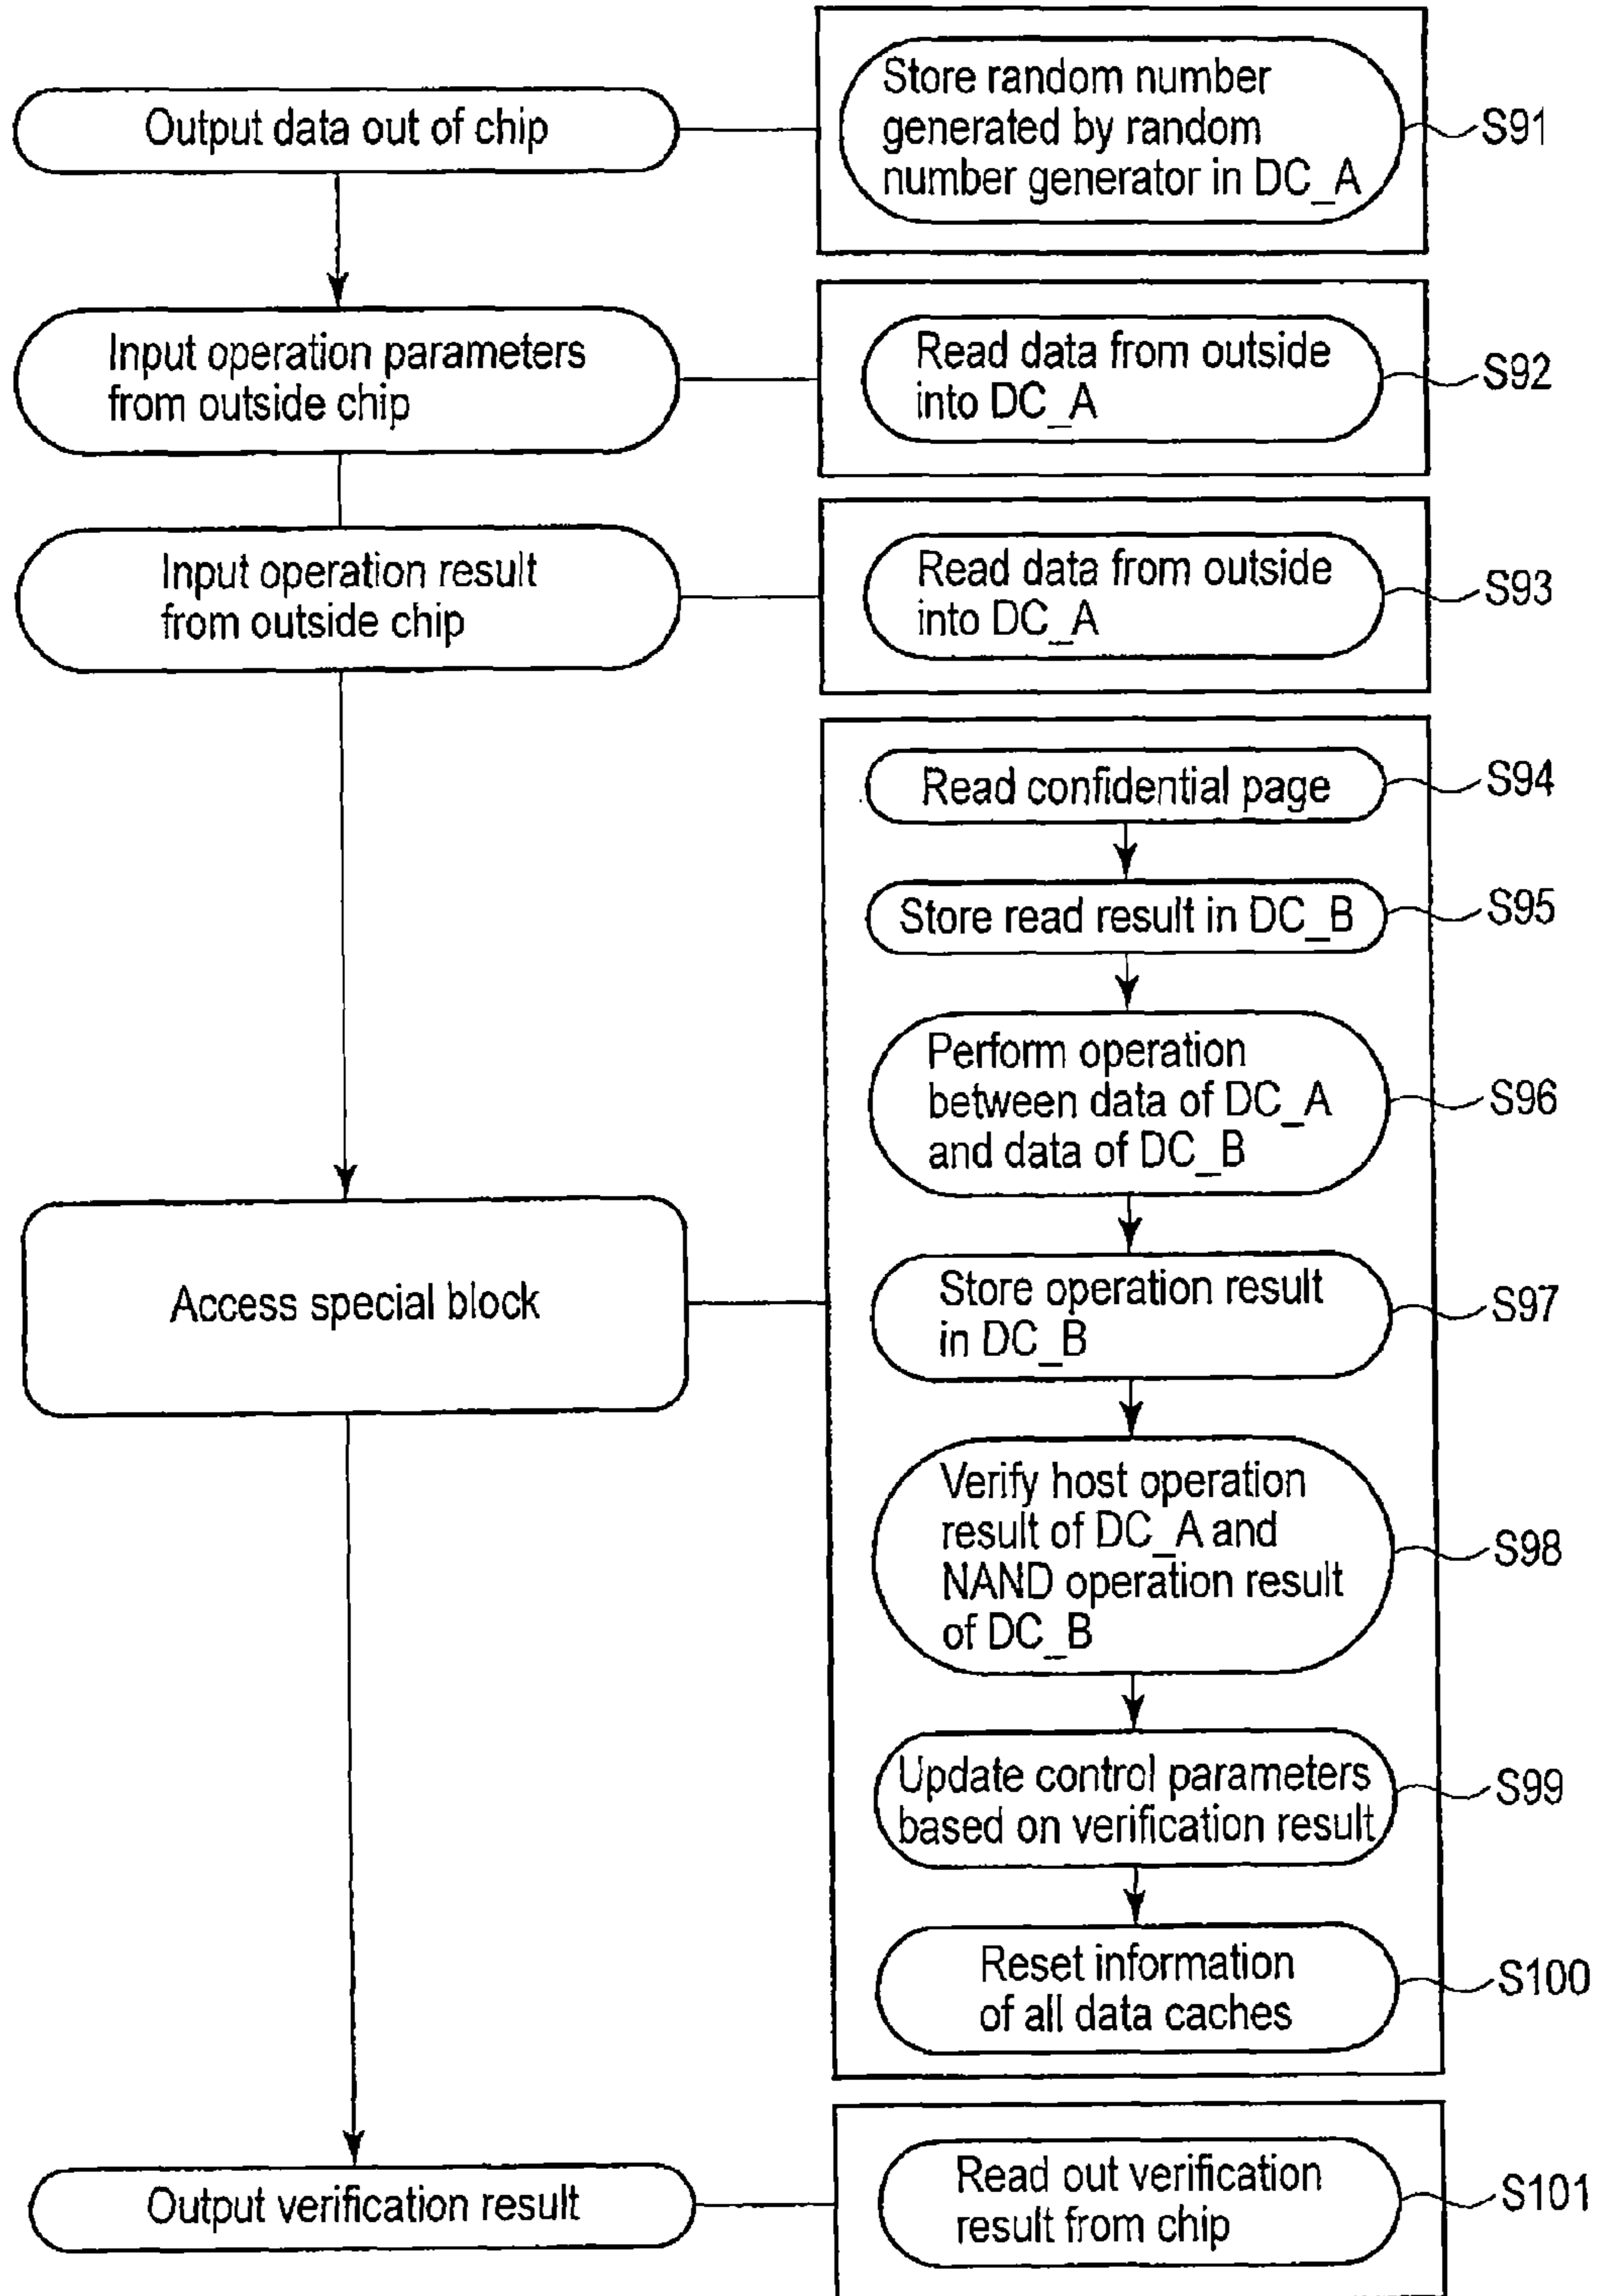 Output data out of chip
Store random number
generated by random
number generator in DC_A
S91
Input operation parameters
from outside chip
Read data from outside
into DC_A
S92
Input operation result
from outside chip
Read data from outside
into DC_A
S93
Read confidential page
S94
Store read result in DC_B
S95
Perform operation
between data of DC_A
and data of DC_B
S96
Access special block
Store operation result
in DC_B
S97
Verify host operation
result of DC_A and
NAND operation result
of DC_B
S98
Update control parameters
based on verification result
S99
Reset information
of all data caches
S100
Output verification result
Read out verification
result from chip
S101